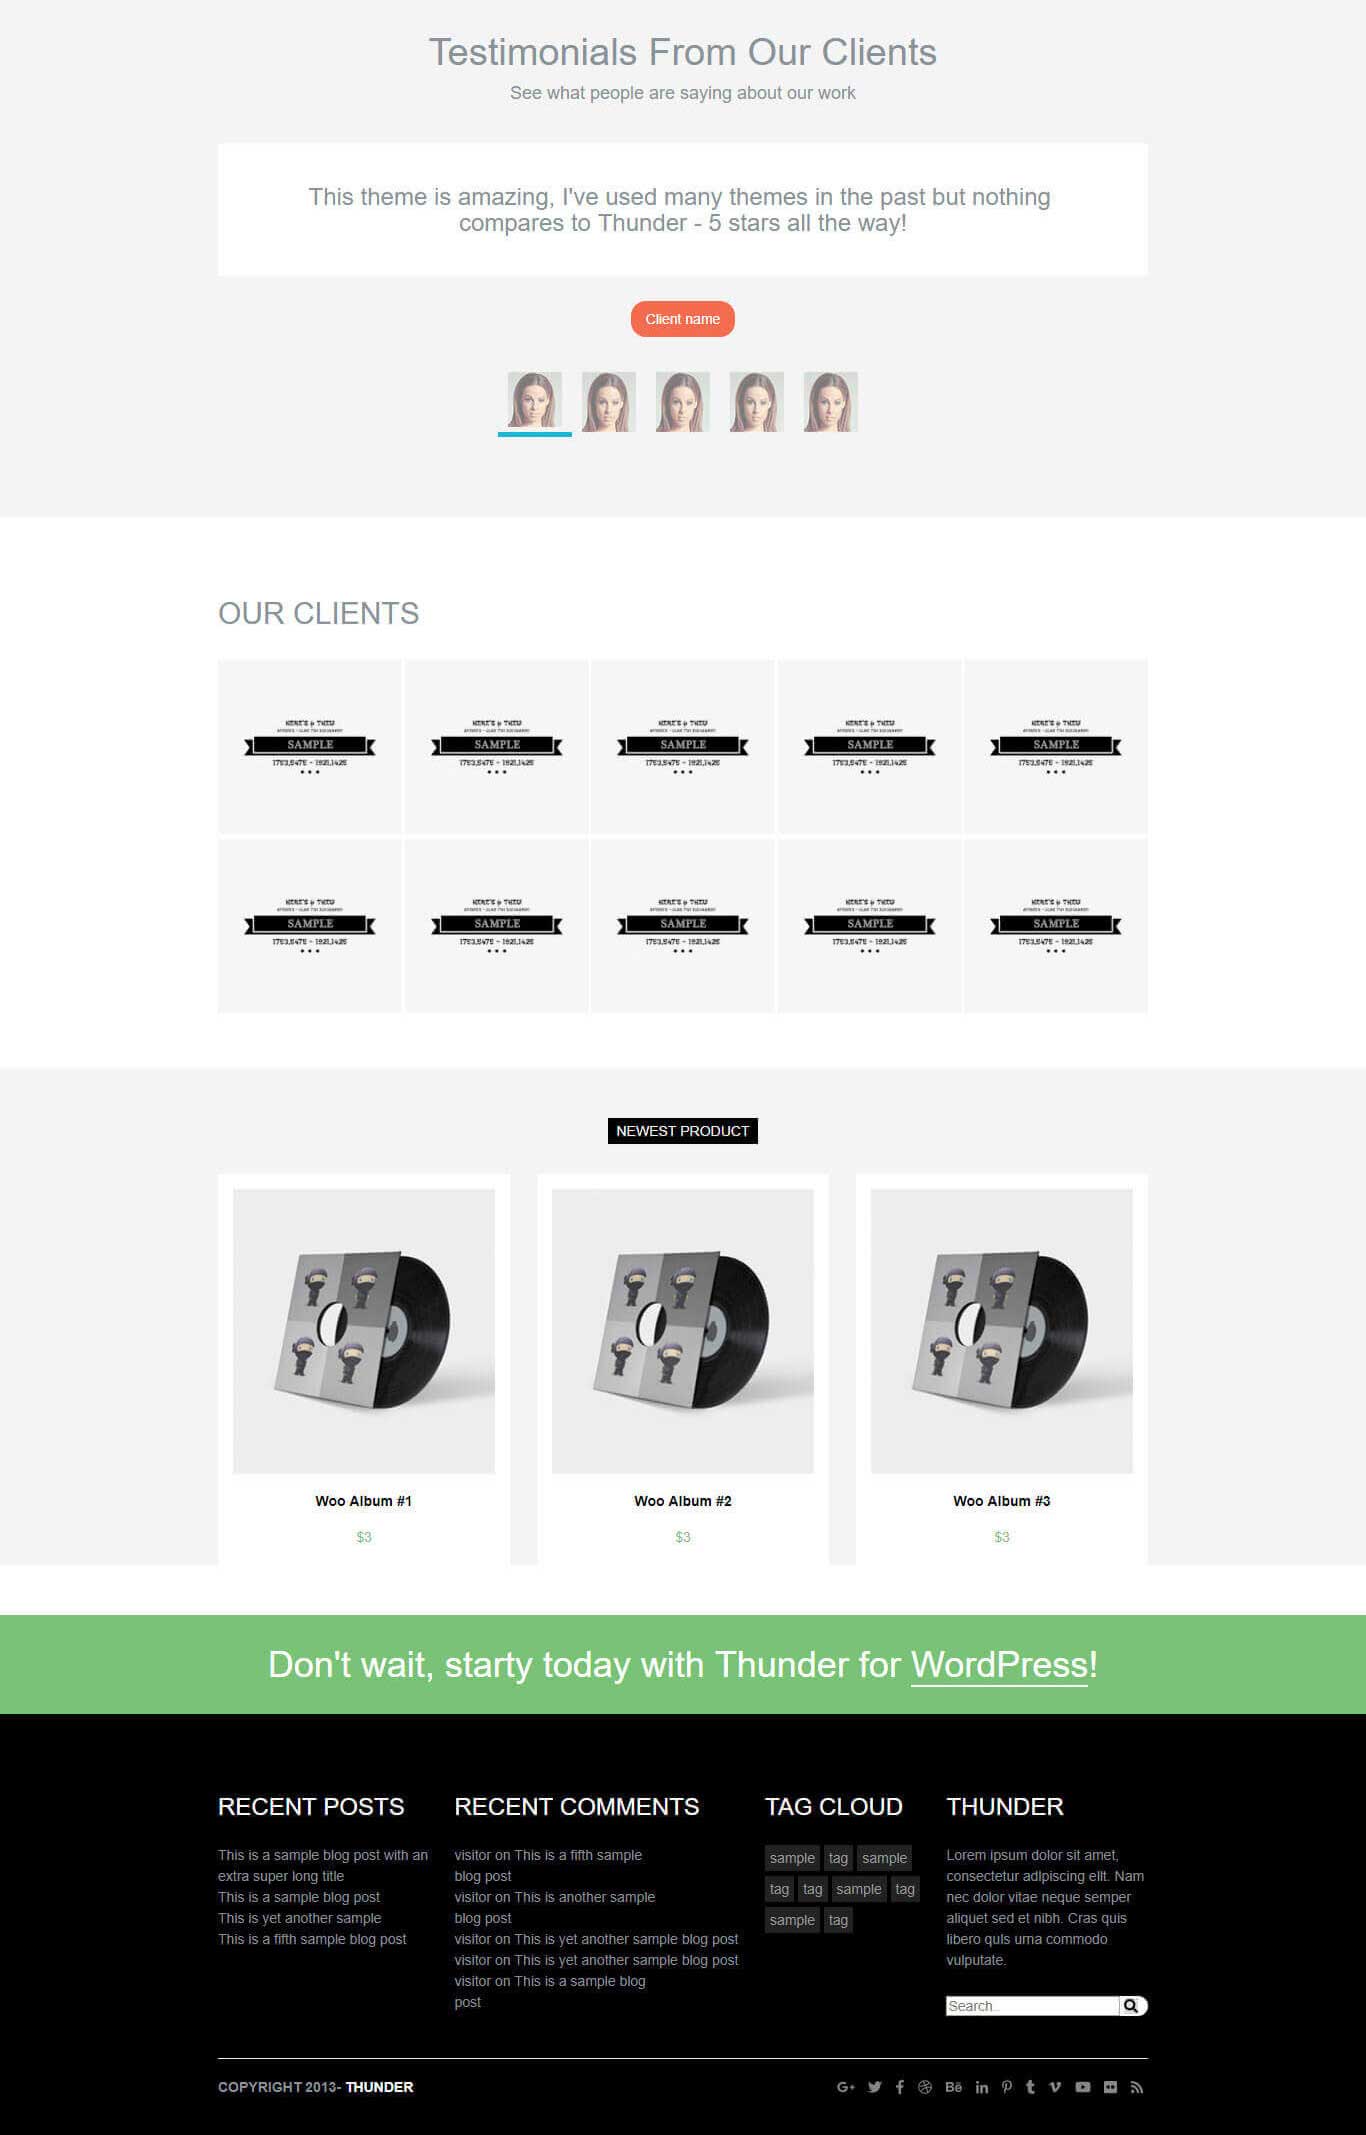 Testimonials From Our Clients
See what people are saying about our work
This theme is amazing, I've used many themes in the past but nothing
compares to Thunder - 5 stars all the way!
Client name
OUR CLIENTS
SAMPLE SAMPLE SAMPLE SAMPLE SAMPLE
SAMPLE SAMPLE SAMPLE SAMPLE SAMPLE
NEWEST PRODUCT
Woo Album #1
$3
Woo Album #2
$3
Woo Album #3
$3
Don't wait, starty today with Thunder for WordPress!
RECENT POSTS
This is a sample blog post with an
extra super long title
This is a sample blog post
This is yet another sample
This is a fifth sample blog post
RECENT COMMENTS
visitor on This is a fifth sample
blog post
visitor on This is another sample
blog post
visitor on This is yet another sample blog post
visitor on This is yet another sample blog post
visitor on This is a sample blog
post
TAG CLOUD
sample tag sample
tag tag sample tag
sample tag
THUNDER
Lorem ipsum dolor sit amet,
consectetur adipiscing elit. Nam
nec dolor vitae neque semper
aliquet sed et nibh. Cras quis
libero quis urna commodo
vulputate.
Search..
COPYRIGHT 2013- THUNDER